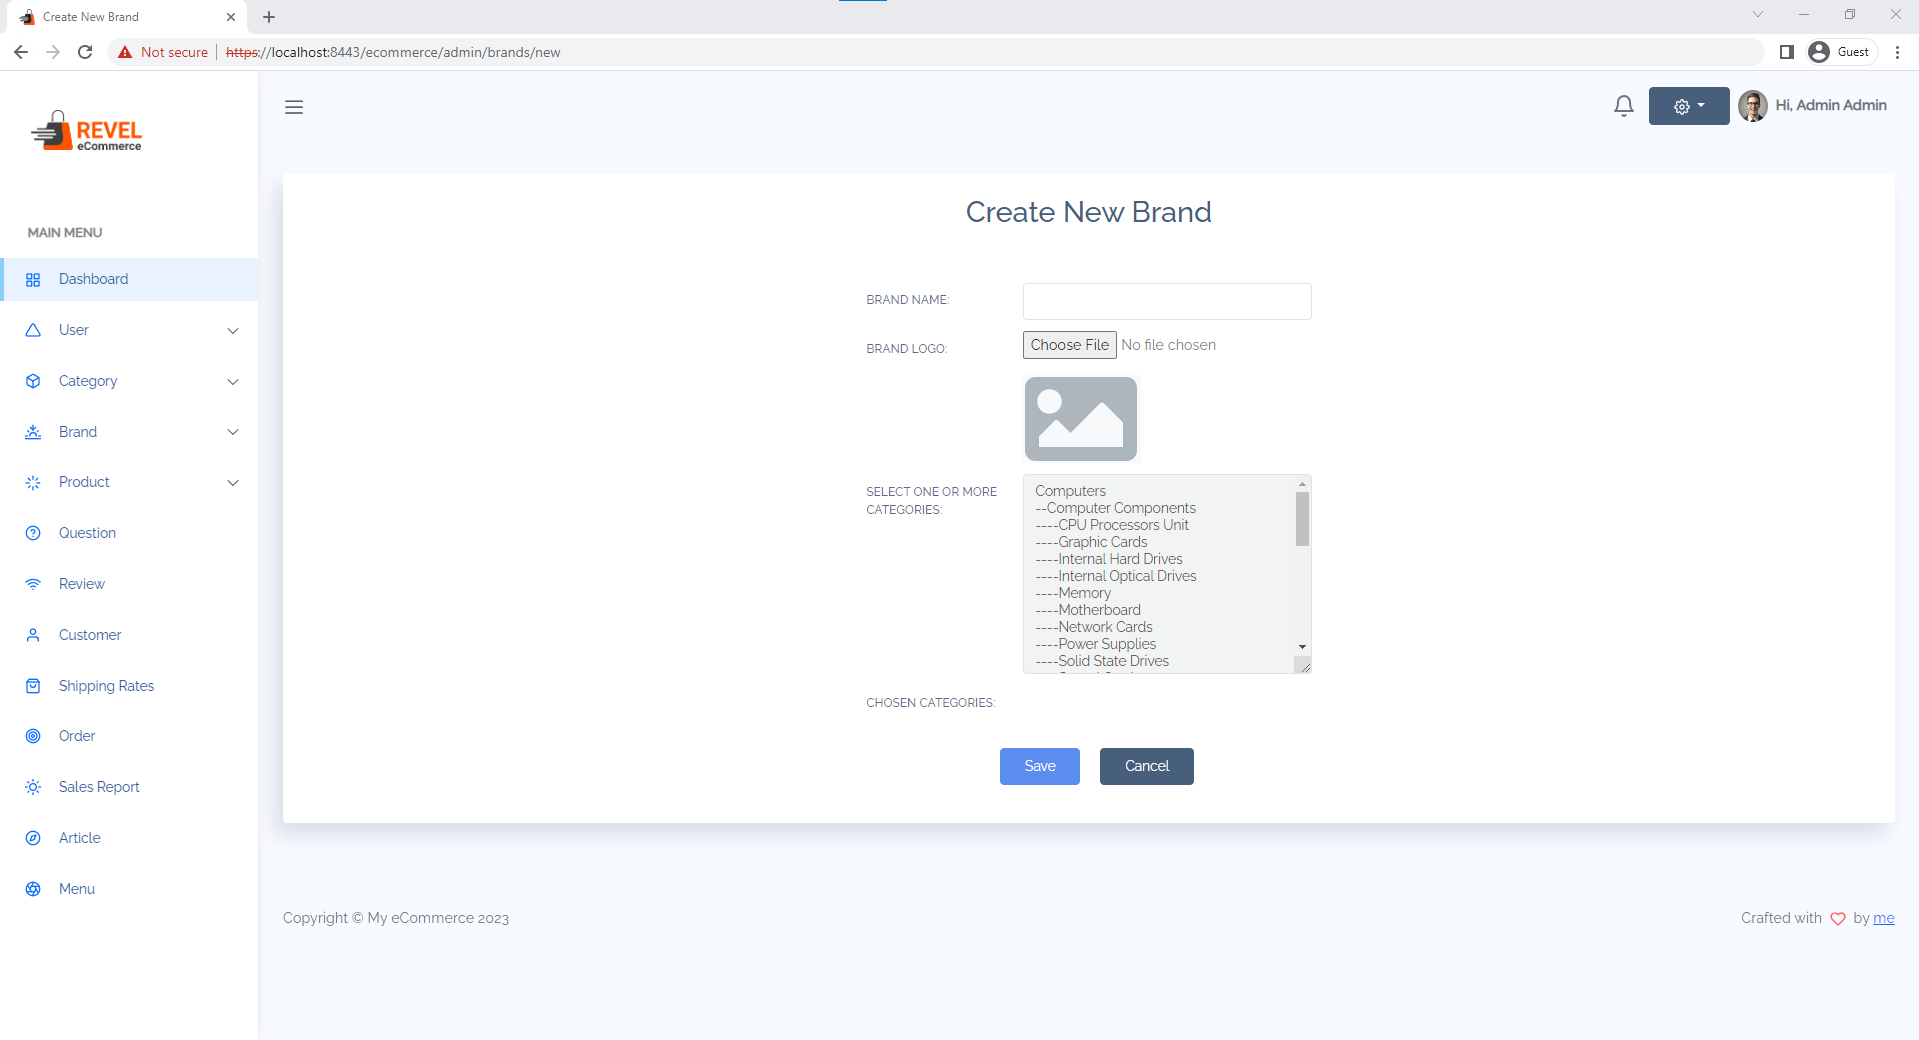 Create New Brand
Not secure
https://localhost:8443/ecommerce/admin/brands/new
Guest
REVEL
eCommerce
Hi, Admin Admin
MAIN MENU
Dashboard
User
Category
Brand
Product
Question
Review
Customer
Shipping Rates
Order
Sales Report
Article
Menu
Create New Brand
BRAND NAME:
BRAND LOGO:
Choose File No file chosen
SELECT ONE OR MORE
CATEGORIES:
Computers
--Computer Components
----CPU Processors Unit
----Graphic Cards
----Internal Hard Drives
----Internal Optical Drives
----Memory
----Motherboard
----Network Cards
----Power Supplies
----Solid State Drives
CHOSEN CATEGORIES:
Save
Cancel
Copyright © My eCommerce 2023
Crafted with by me